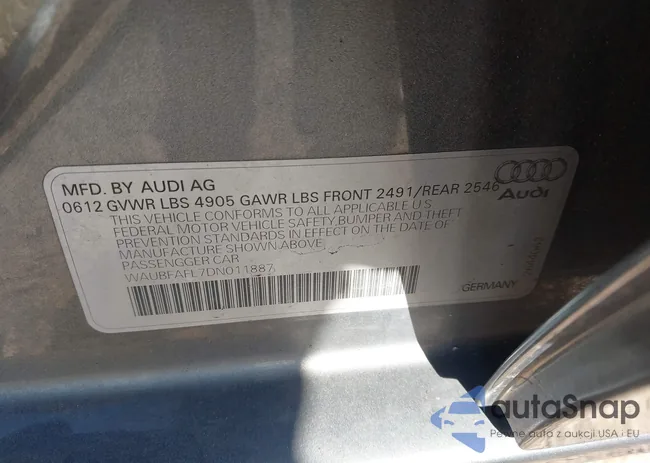 MFD. BY AUDI AG
0612 GVWR LBS 4905 GAWR LBS FRONT 2491/REAR 2546
THIS VEHICLE CONFORMS TO ALL APPLICABLE U S
FEDERAL MOTOR VEHICLE SAFETY,BUMPER AND THEFT
PREVENTION STANDARDS IN EFFECT ON THE DATE OF
MANUFACTURE SHOWN ABOVE.
PASSENGGER CAR
WAUBFAFL7DN011887
Audi
GERMANY
autaSnap
Pewne auta z aukcji USA i EU